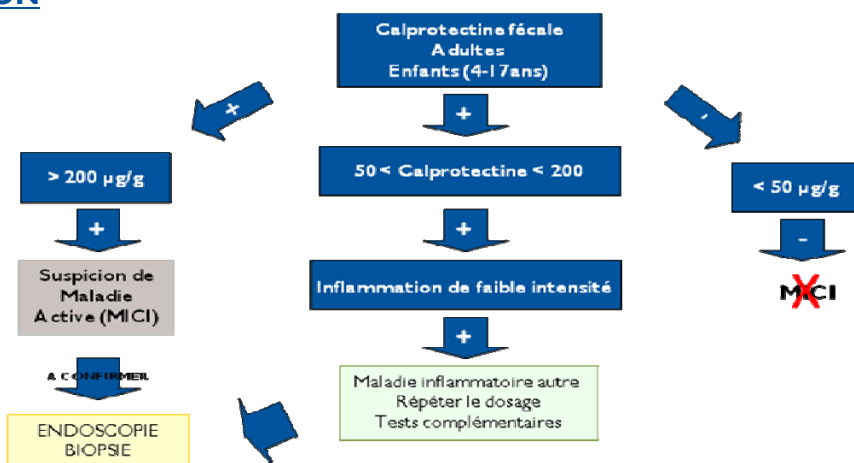 ON
Calprotectine fécale
Adultes
Enfants (4-17ans)
+
+
-
> 200 µg/g
50 < Calprotectine < 200
< 50 µg/g
+
+
-
Suspicion de
Maladie
Active (MICI)
Inflammation de faible intensité
MICI
+
A CONFIRMER
Maladie inflammatoire autre
Répéter le dosage
Tests complémentaires
ENDOSCOPIE
BIOPSIE